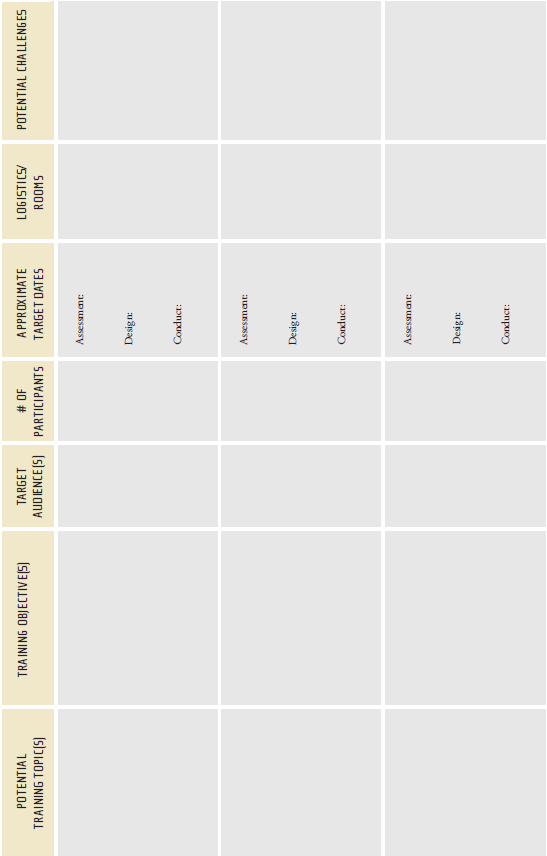 POTENTIAL
TRAINING TOPIC(S)
TRAINING OBJECTIVE(S)
TARGET
AUDIENCE(S)
# OF
PARTICIPANTS
APPROXIMATE
TARGET DATES
LOGISTICS/
ROOMS
POTENTIAL CHALLENGES
Assessment:
Design:
Conduct:
Assessment:
Design:
Conduct:
Assessment:
Design:
Conduct: